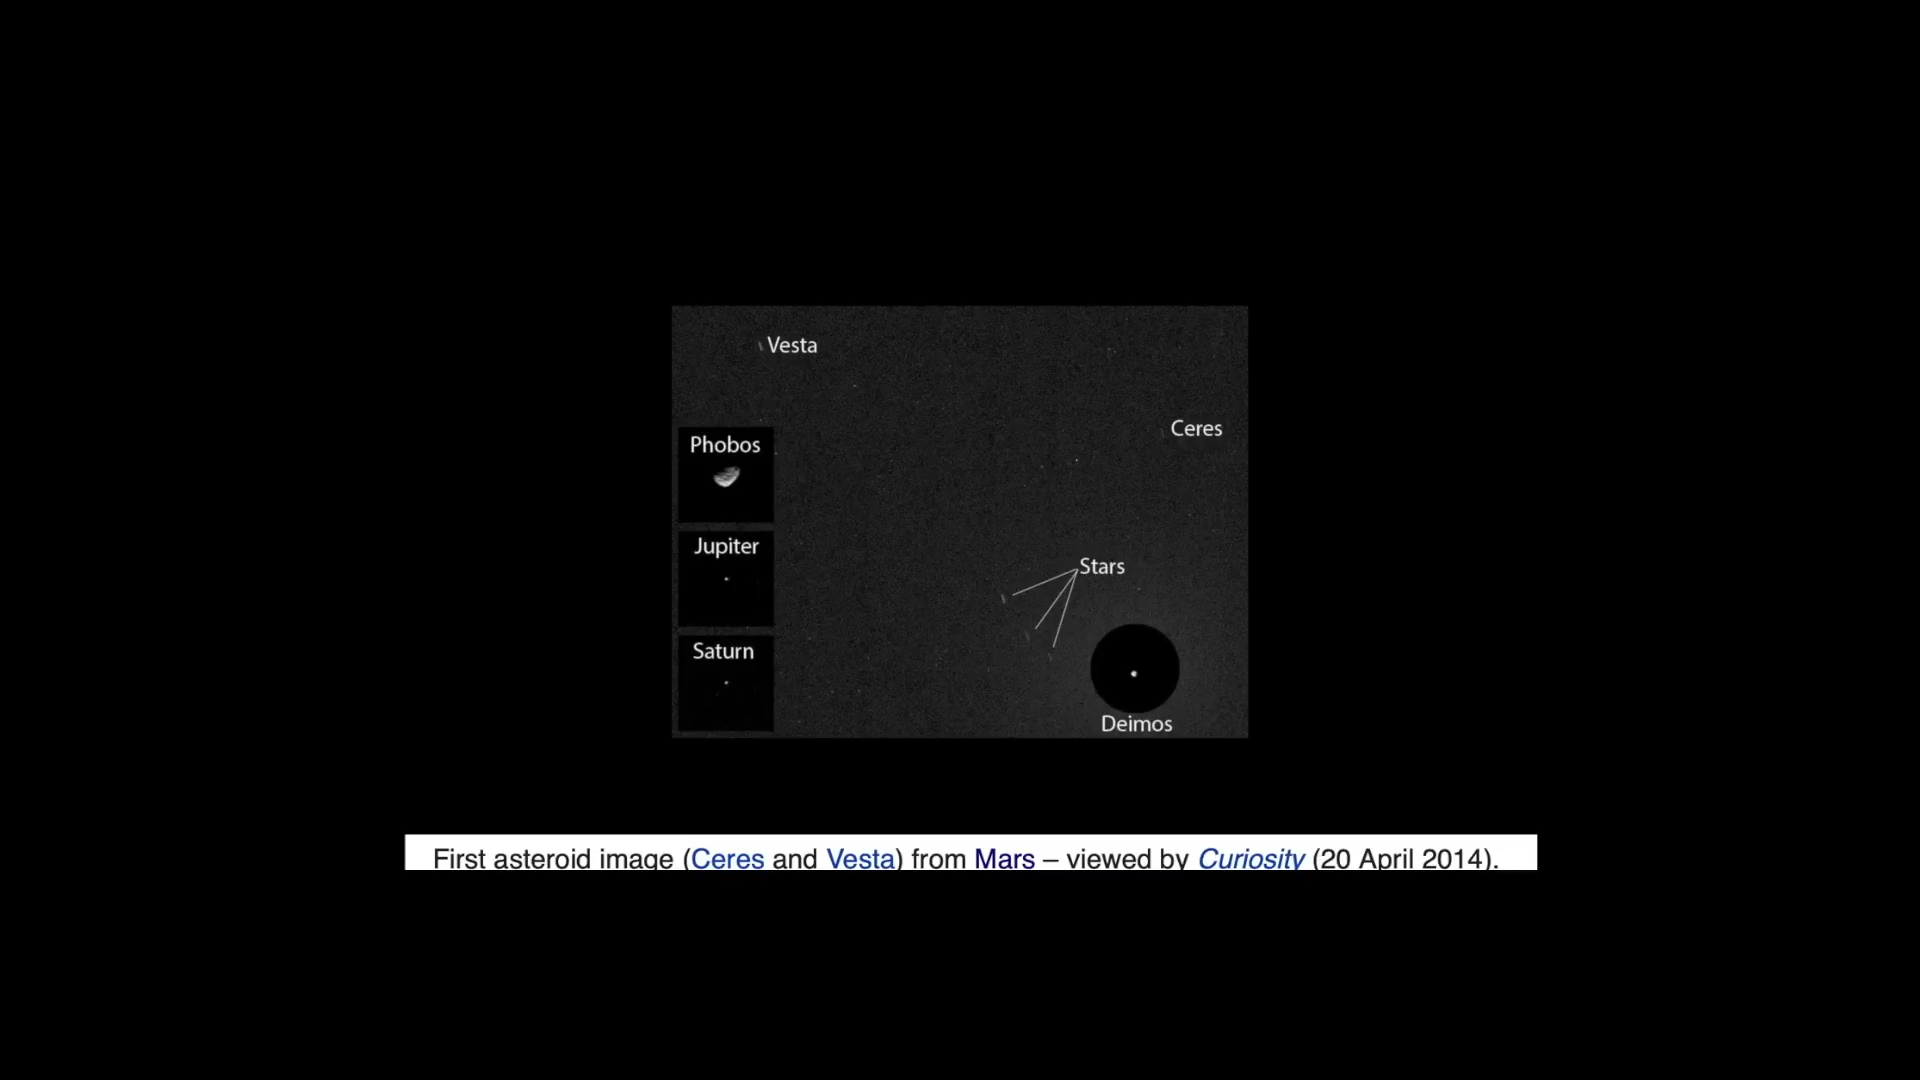 Vesta
Ceres
Phobos
Jupiter
Stars
Saturn
Deimos
First asteroid image (Ceres and Vesta) from Mars – viewed by Curiosity (20 April 2014).